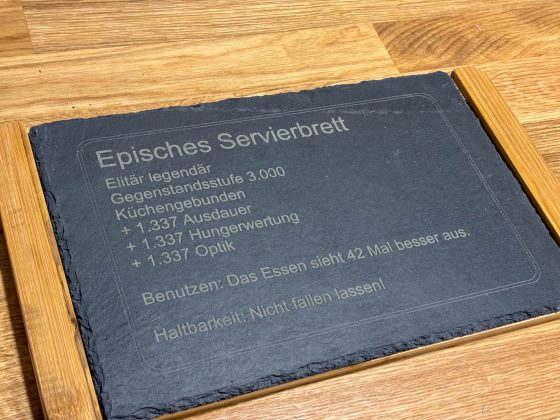 Episches Servierbrett
Elitär legendär
Gegenstandsstufe 3.000
Küchengebunden
+ 1.337 Ausdauer
+ 1.337 Hungerwertung
+ 1.337 Optik
Benutzen: Das Essen sieht 42 Mal besser aus.
Haltbarkeit: Nicht fallen lassen!